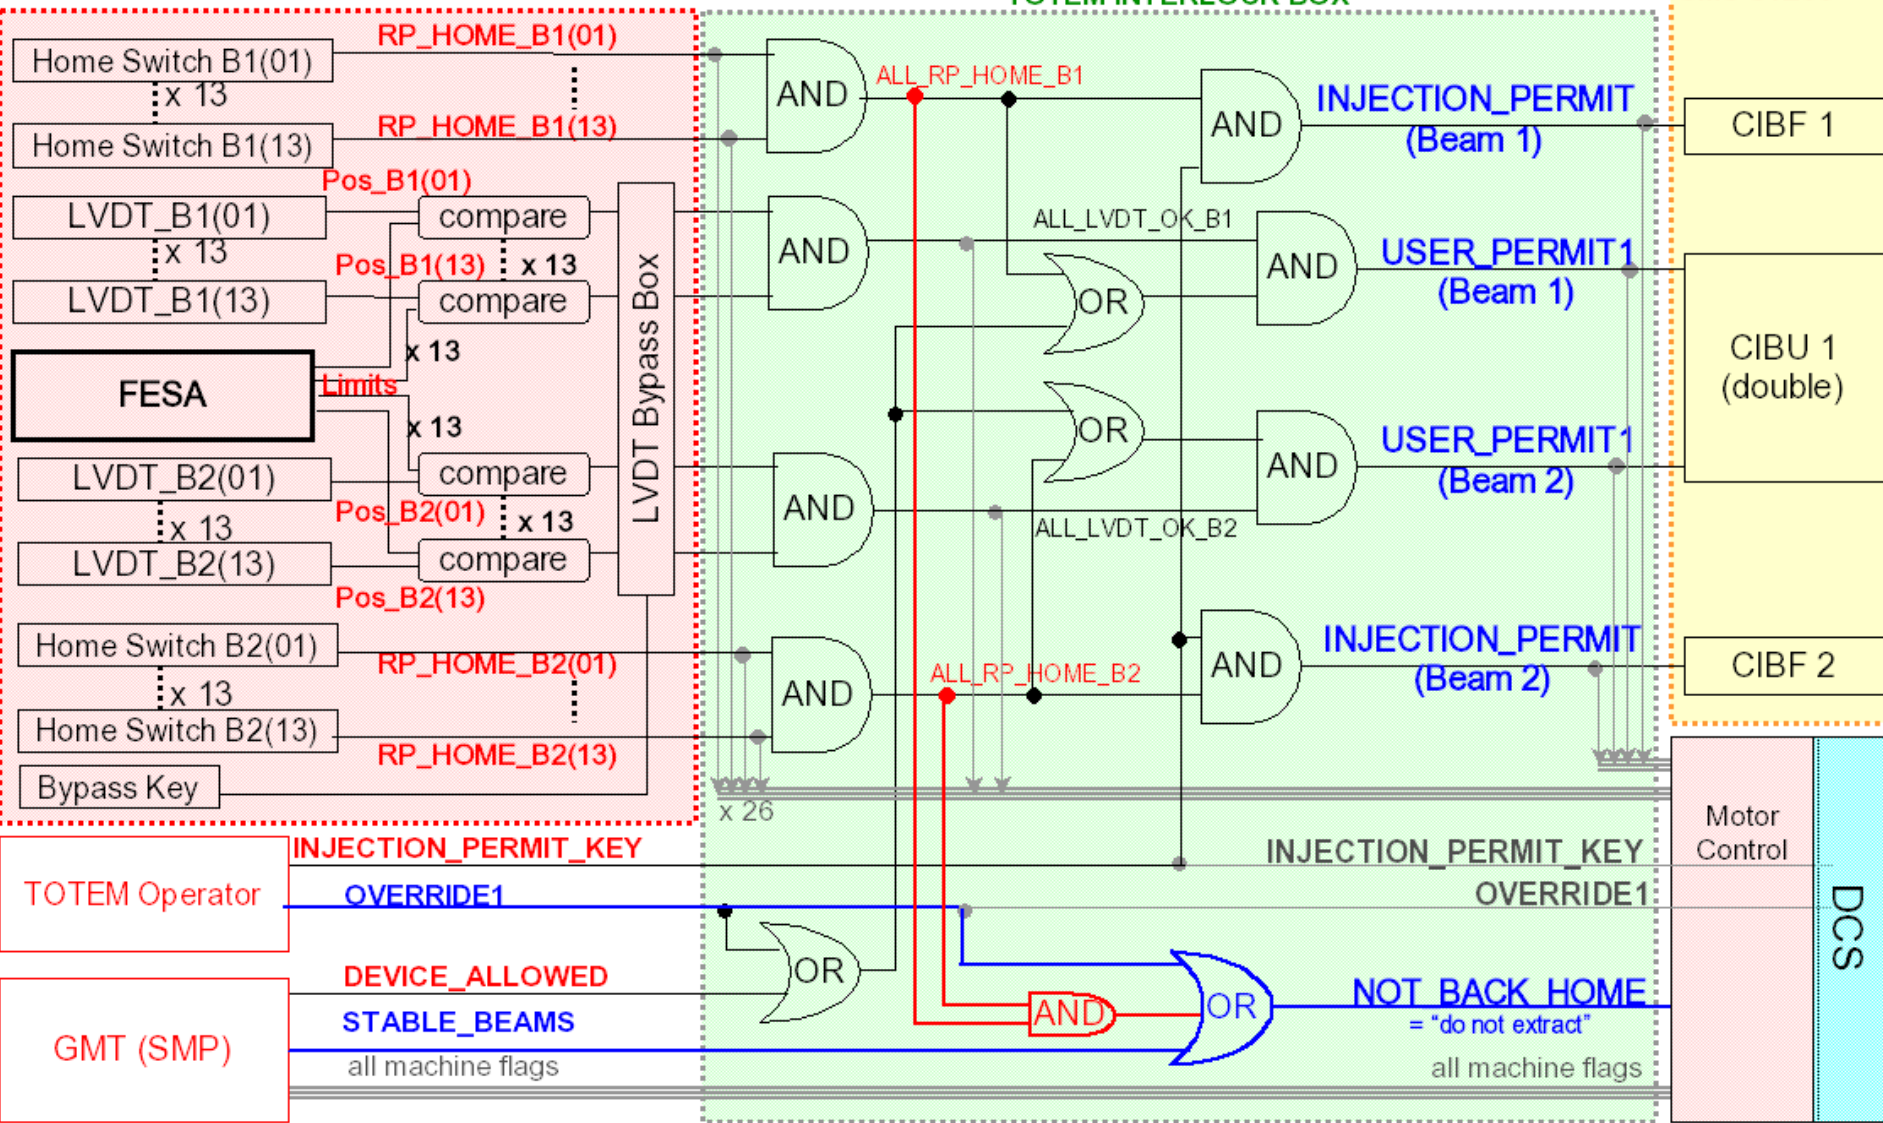 TOTEM INTERLOCK BOX
Home Switch B1(01)
RP_HOME_B1(01)
x 13
Home Switch B1(13)
RP_HOME_B1(13)
AND
ALL_RP_HOME_B1
AND
INJECTION_PERMIT
(Beam 1)
CIBF 1
Pos_B1(01)
LVDT_B1(01)
compare
x 13
Pos_B1(13)
x 13
LVDT_B1(13)
compare
x 13
LVDT Bypass Box
AND
ALL_LVDT_OK_B1
AND
USER_PERMIT1
(Beam 1)
OR
FESA
Limits
x 13
CIBU 1
(double)
OR
LVDT_B2(01)
compare
Pos_B2(01)
x 13
x 13
LVDT_B2(13)
compare
Pos_B2(13)
AND
ALL_LVDT_OK_B2
AND
USER_PERMIT1
(Beam 2)
Home Switch B2(01)
RP_HOME_B2(01)
x 13
Home Switch B2(13)
RP_HOME_B2(13)
AND
ALL_RP_HOME_B2
AND
INJECTION_PERMIT
(Beam 2)
CIBF 2
Bypass Key
x 26
Motor
Control
DCS
TOTEM Operator
INJECTION_PERMIT_KEY
INJECTION_PERMIT_KEY
OVERRIDE1
OVERRIDE1
OR
GMT (SMP)
DEVICE_ALLOWED
STABLE_BEAMS
all machine flags
AND
OR
NOT_BACK_HOME
= “do not extract”
all machine flags